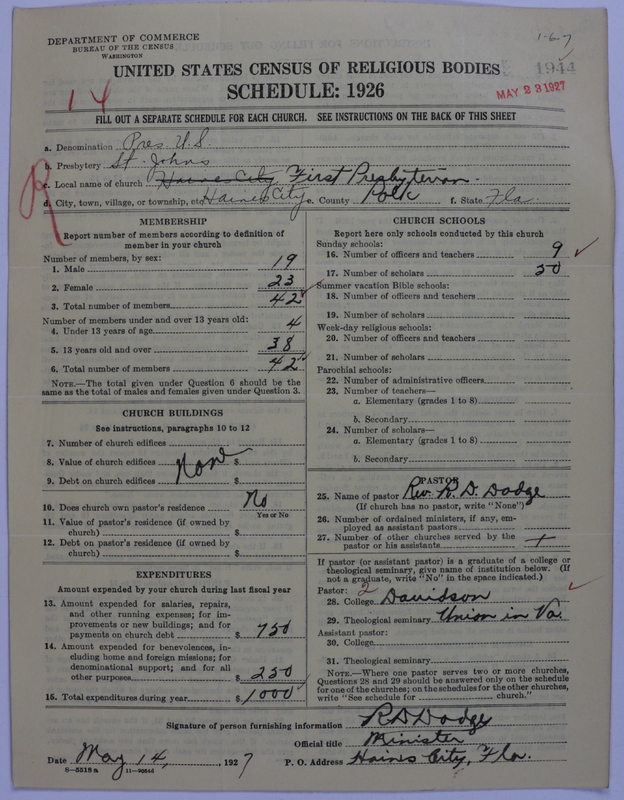 DEPARTMENT OF COMMERCE
BUREAU OF THE CENSUS
WASHINGTON
1-6-7
UNITED STATES CENSUS OF RELIGIOUS BODIES
1944
SCHEDULE: 1926
MAY 23 1927
14
FILL OUT A SEPARATE SCHEDULE FOR EACH CHURCH. SEE INSTRUCTIONS ON THE BACK OF THIS SHEET
a. Denomination Pres. U.S.
b. Presbytery St. Johns
c. Local name of church Haines City, First Presbyterian.
d. City, town, village, or township, etc. Haines City e. County Polk f. State Fla.
MEMBERSHIP
Report number of members according to definition of
member in your church
Number of members, by sex:
1. Male 19
2. Female 23
3. Total number of members 42
Number of members under and over 13 years old:
4. Under 13 years of age 4
5. 13 years old and over 38
6. Total number of members 42
NOTE.—The total given under Question 6 should be the
same as the total of males and females given under Question 3.
CHURCH BUILDINGS
See instructions, paragraphs 10 to 12
7. Number of church edifices
8. Value of church edifices None $
9. Debt on church edifices $
10. Does church own pastor's residence No
Yes or No
11. Value of pastor's residence (if owned by
church) $
12. Debt on pastor's residence (if owned by
church) $
EXPENDITURES
Amount expended by your church during last fiscal year
13. Amount expended for salaries, repairs,
and other running expenses; for im-
provements or new buildings; and for
payments on church debt $ 750
14. Amount expended for benevolences, in-
cluding home and foreign missions; for
denominational support; and for all
other purposes $ 250
15. Total expenditures during year $ 1000
CHURCH SCHOOLS
Report here only schools conducted by this church
Sunday schools:
16. Number of officers and teachers 9
17. Number of scholars 50
Summer vacation Bible schools:
18. Number of officers and teachers
19. Number of scholars
Week-day religious schools:
20. Number of officers and teachers
21. Number of scholars
Parochial schools:
22. Number of administrative officers
23. Number of teachers—
a. Elementary (grades 1 to 8)
b. Secondary
24. Number of scholars—
a. Elementary (grades 1 to 8)
b. Secondary
PASTOR
25. Name of pastor Rev. R. D. Dodge
(If church has no pastor, write "None")
26. Number of ordained ministers, if any, em-
ployed as assistant pastors
27. Number of other churches served by the
pastor or his assistants
If pastor (or assistant pastor) is a graduate of a college or
theological seminary, give name of institution below. (If
not a graduate, write "No" in the space indicated.)
Pastor: 2
28. College Davidson
29. Theological seminary Union in Va.
Assistant pastor:
30. College
31. Theological seminary
NOTE.—Where one pastor serves two or more churches,
Questions 28 and 29 should be answered only on the schedule
for one of the churches; on the schedules for the other churches,
write "See schedule for church."
Signature of person furnishing information R D Dodge
Official title Minister
Date May 14, 1927 P. O. Address Haines City, Fla.
8—5318a 11—9054d